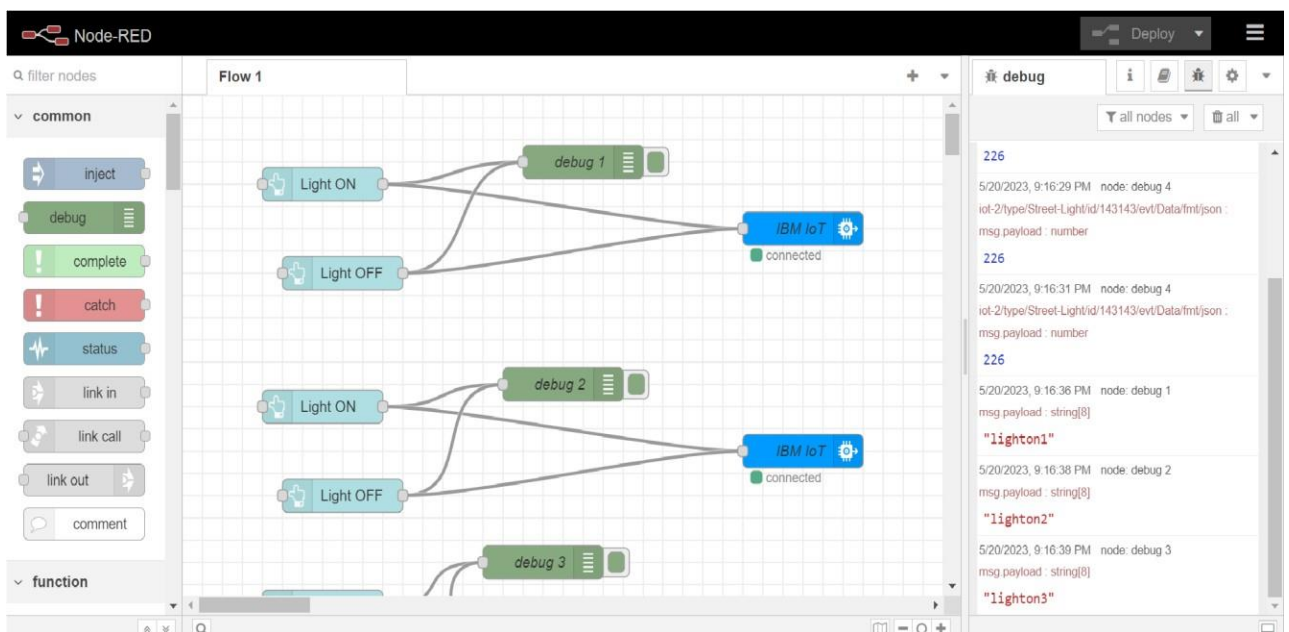 Node-RED
Deploy
filter nodes
Flow 1
debug
i
common
all nodes
all
inject
debug
complete
catch
status
link in
link call
link out
comment
function
Light ON
debug 1
IBM IoT
connected
Light OFF
Light ON
debug 2
IBM IoT
connected
Light OFF
debug 3
226
5/20/2023, 9:16:29 PM node: debug 4
iot-2/type/Street-Light/id/143143/evt/Data/fmt/json :
msg.payload : number
226
5/20/2023, 9:16:31 PM node: debug 4
iot-2/type/Street-Light/id/143143/evt/Data/fmt/json :
msg.payload : number
226
5/20/2023, 9:16:36 PM node: debug 1
msg.payload : string[8]
"lighton1"
5/20/2023, 9:16:38 PM node: debug 2
msg.payload : string[8]
"lighton2"
5/20/2023, 9:16:39 PM node: debug 3
msg.payload : string[8]
"lighton3"